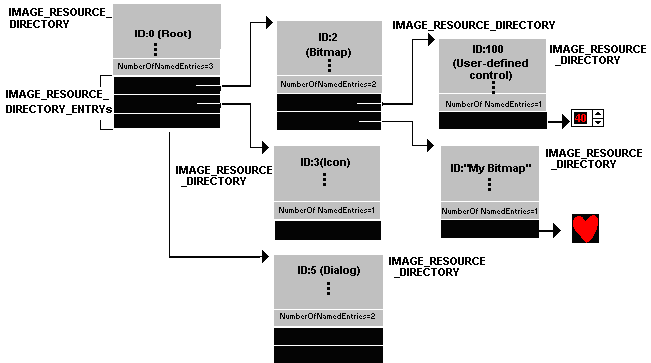 IMAGE_RESOURCE_
DIRECTORY
ID:0 (Root)
NumberOfNamedEntries=3
IMAGE_RESOURCE_
DIRECTORY_ENTRYs
ID:2
(Bitmap)
NumberOfNamedEntries=2
IMAGE_RESOURCE_DIRECTORY
ID:100
(User-defined
control)
NumberOf NamedEntries=1
IMAGE_RESOURCE
_DIRECTORY
40
IMAGE_RESOURCE
_DIRECTORY
ID:3(Icon)
NumberOf NamedEntries=1
ID:"My Bitmap"
NumberOf NamedEntries=1
IMAGE_RESOURCE
_DIRECTORY
ID:5 (Dialog)
NumberOfNamedEntries=2
IMAGE_RESOURCE
_DIRECTORY